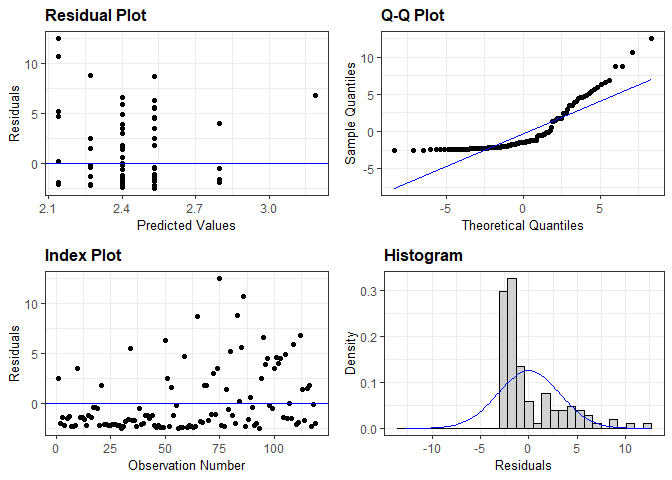 Residual Plot
Residuals
10
5
0
2.1
2.4
2.7
3.0
Predicted Values
Q-Q Plot
Sample Quantiles
10
5
0
-5
-5
0
5
Theoretical Quantiles
Index Plot
Residuals
10
5
0
0
25
50
75
100
Observation Number
Histogram
Density
0.3
0.2
0.1
0.0
-10
-5
0
5
10
Residuals